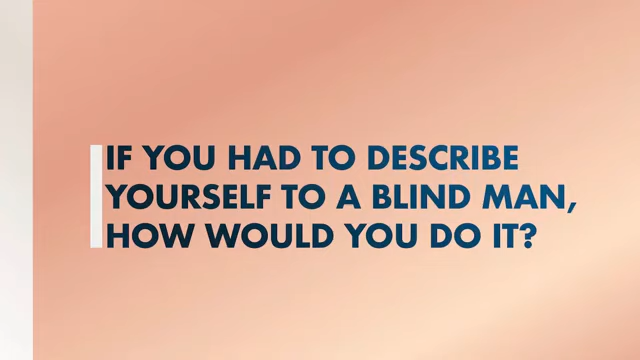 IF YOU HAD TO DESCRIBE
YOURSELF TO A BLIND MAN,
HOW WOULD YOU DO IT?